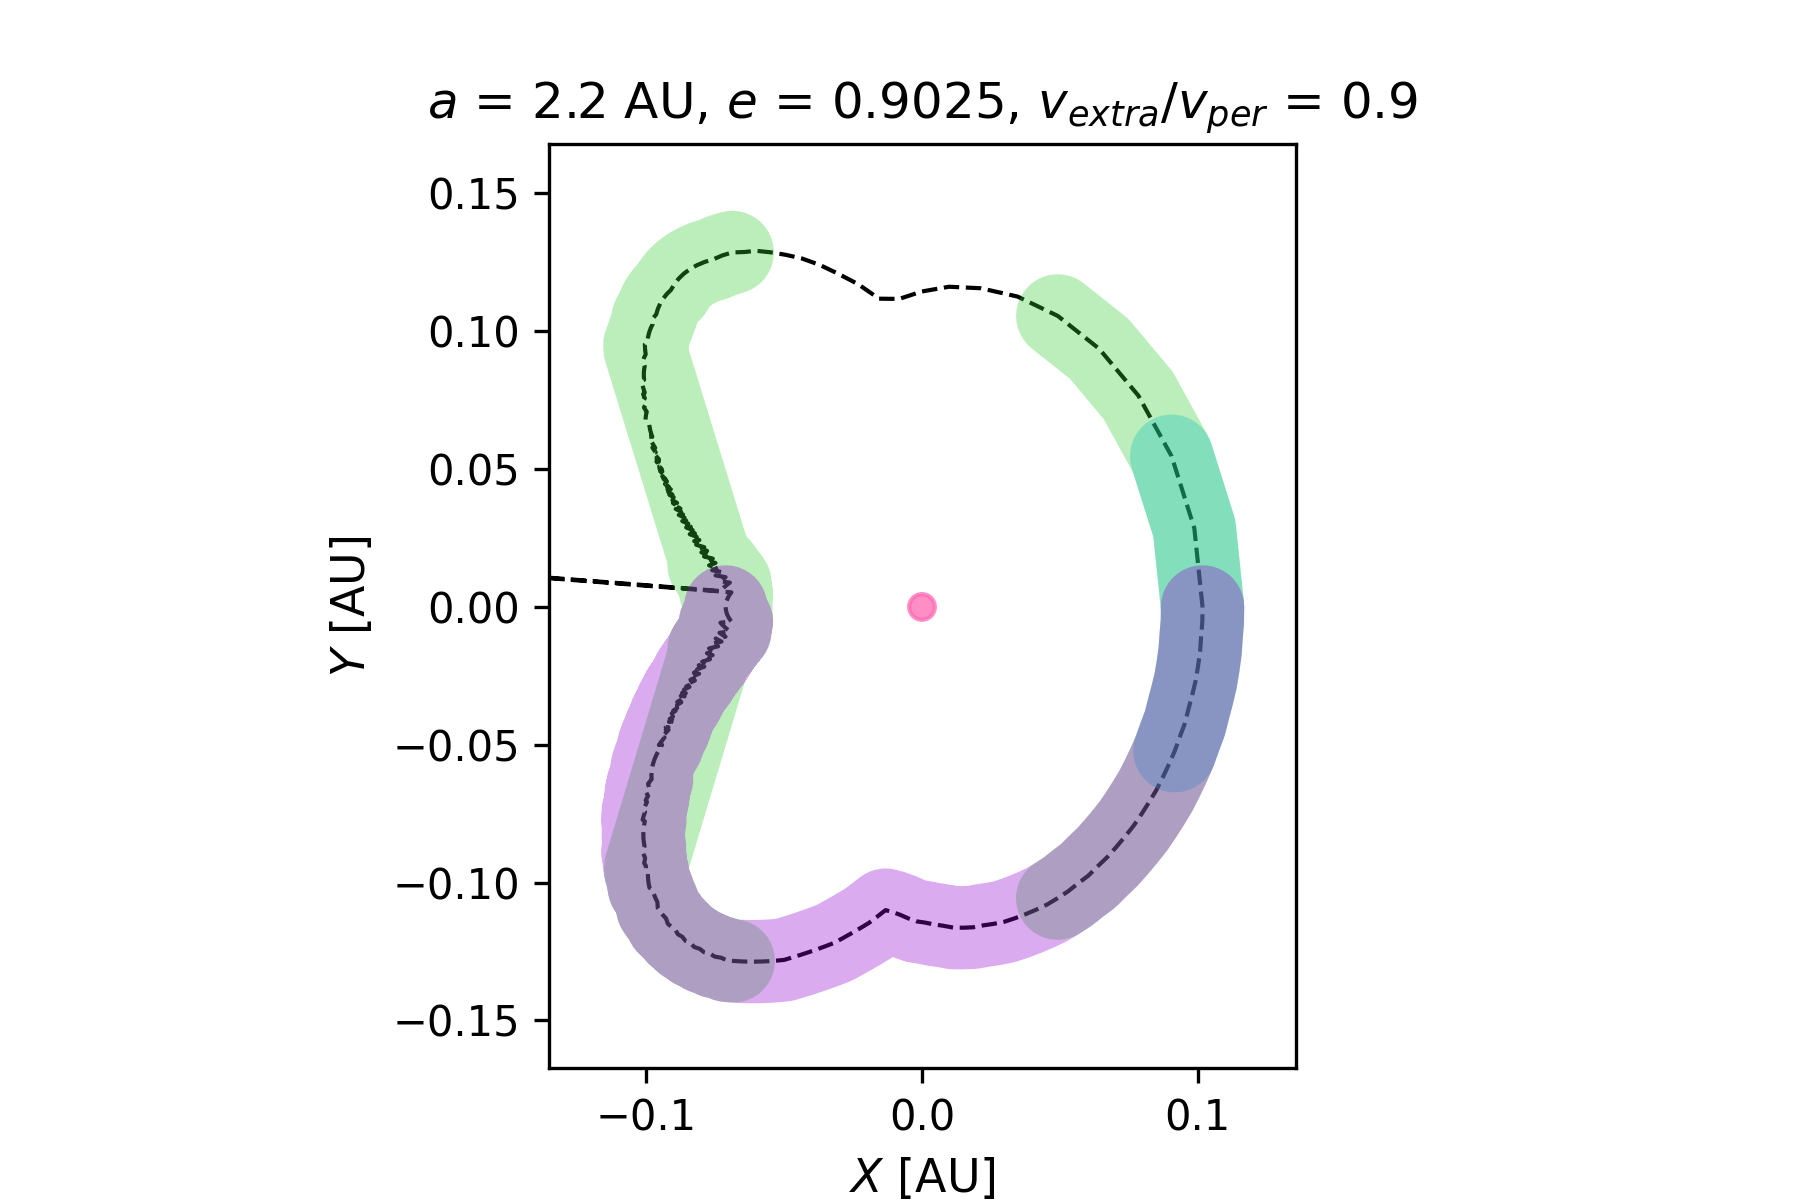 a = 2.2 AU, e = 0.9025, v_extra/v_per = 0.9
0.15
0.10
0.05
0.00
−0.05
−0.10
−0.15
Y [AU]
−0.1 0.0 0.1
X [AU]